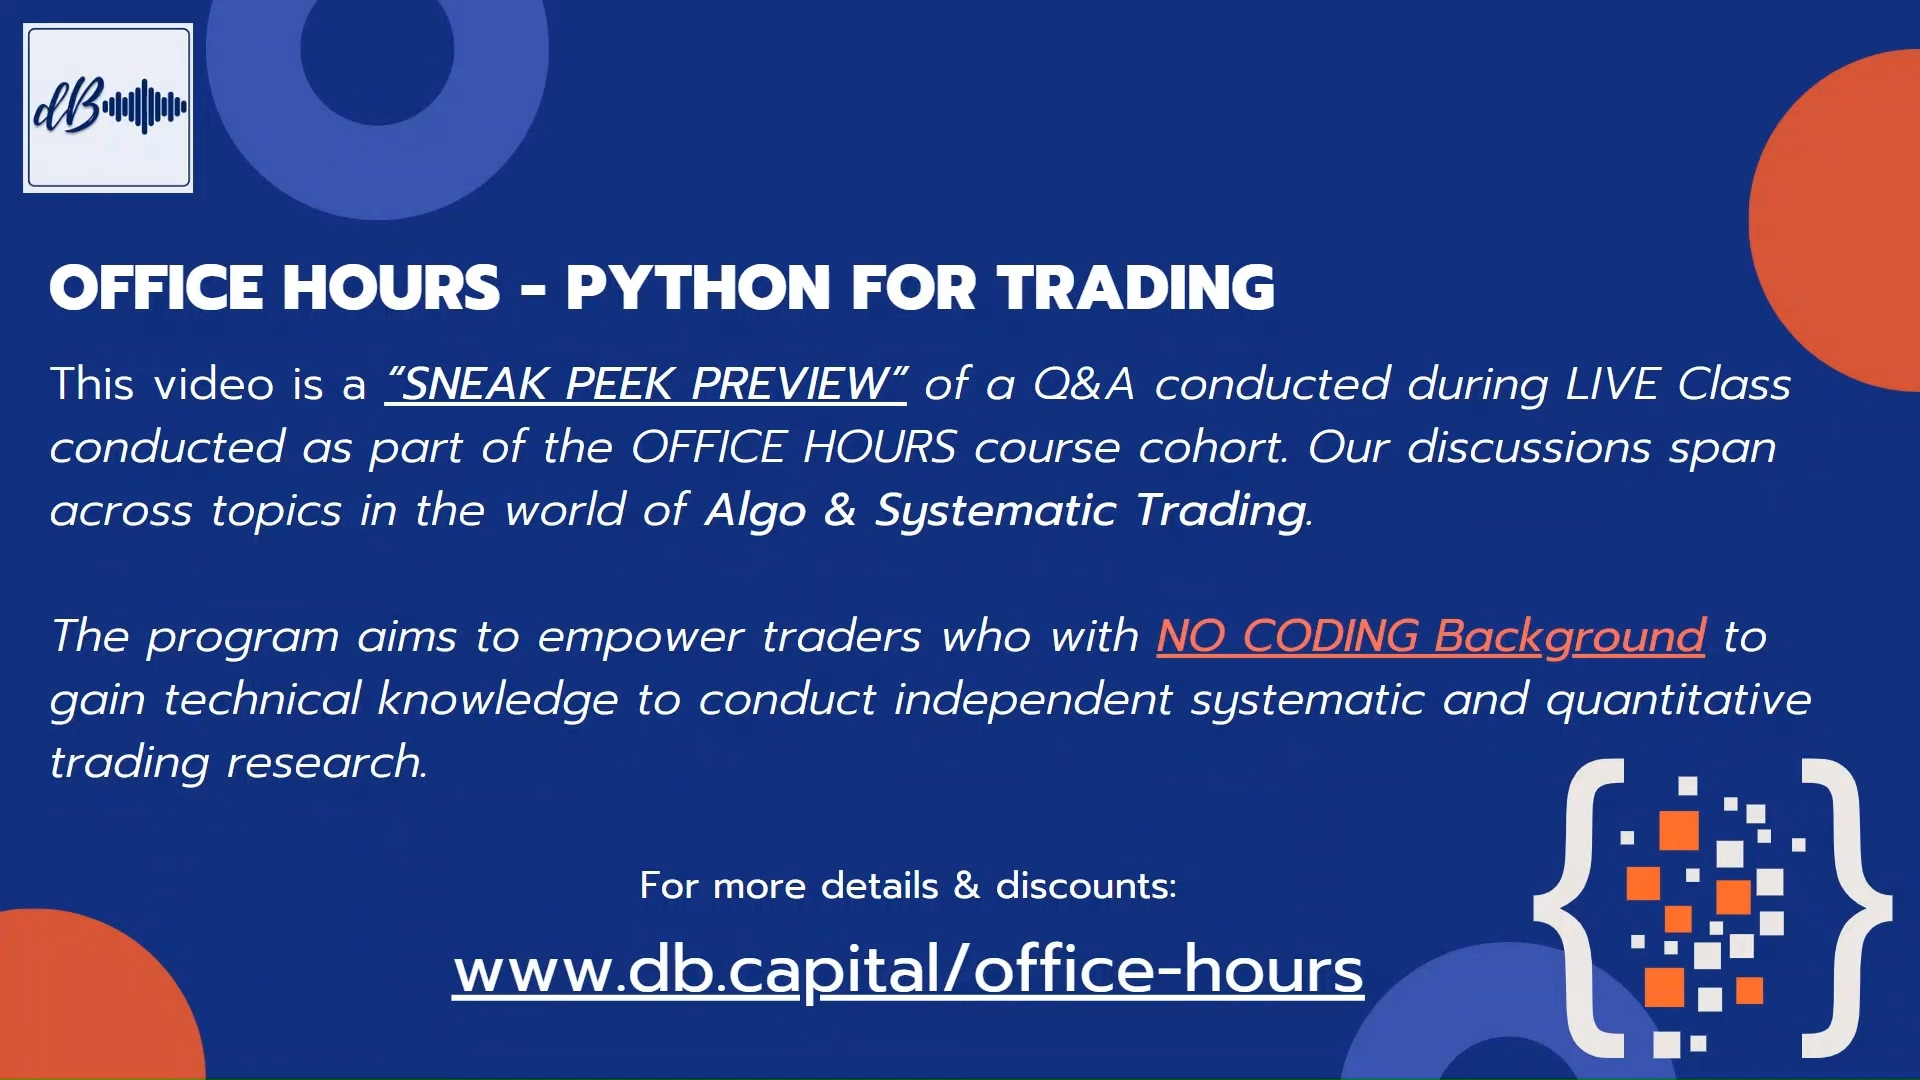 dB
OFFICE HOURS - PYTHON FOR TRADING
This video is a “SNEAK PEEK PREVIEW” of a Q&A conducted during LIVE Class
conducted as part of the OFFICE HOURS course cohort. Our discussions span
across topics in the world of Algo & Systematic Trading.
The program aims to empower traders who with NO CODING Background to
gain technical knowledge to conduct independent systematic and quantitative
trading research.
For more details & discounts:
www.db.capital/office-hours